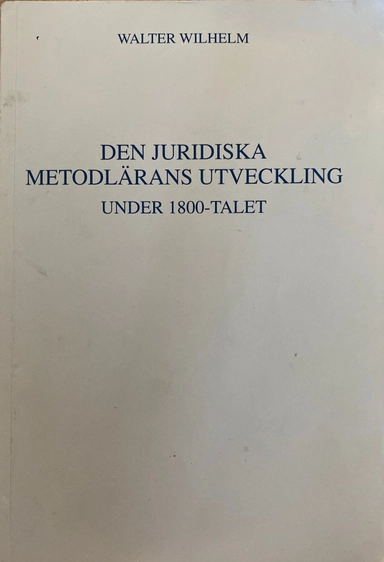 WALTER WILHELM
DEN JURIDISKA
METODLÄRANS UTVECKLING
UNDER 1800-TALET